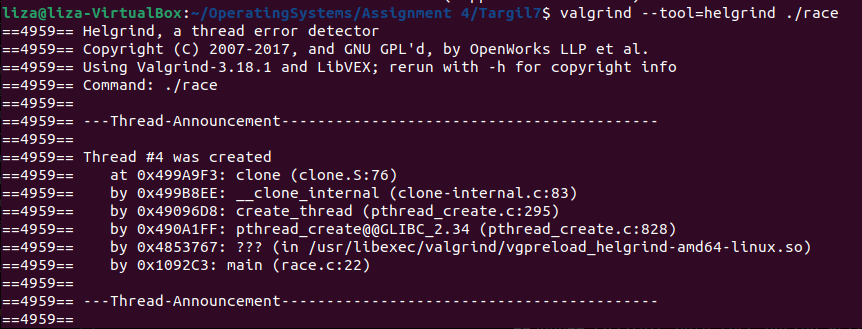 liza@liza-VirtualBox:~/OperatingSystems/Assignment 4/Targil7$ valgrind --tool=helgrind ./race
==4959== Helgrind, a thread error detector
==4959== Copyright (C) 2007-2017, and GNU GPL'd, by OpenWorks LLP et al.
==4959== Using Valgrind-3.18.1 and LibVEX; rerun with -h for copyright info
==4959== Command: ./race
==4959==
==4959== ---Thread-Announcement------------------------------------------
==4959==
==4959== Thread #4 was created
==4959==    at 0x499A9F3: clone (clone.S:76)
==4959==    by 0x499B8EE: __clone_internal (clone-internal.c:83)
==4959==    by 0x49096D8: create_thread (pthread_create.c:295)
==4959==    by 0x490A1FF: pthread_create@@GLIBC_2.34 (pthread_create.c:828)
==4959==    by 0x4853767: ??? (in /usr/libexec/valgrind/vgpreload_helgrind-amd64-linux.so)
==4959==    by 0x1092C3: main (race.c:22)
==4959==
==4959== ---Thread-Announcement------------------------------------------
==4959==